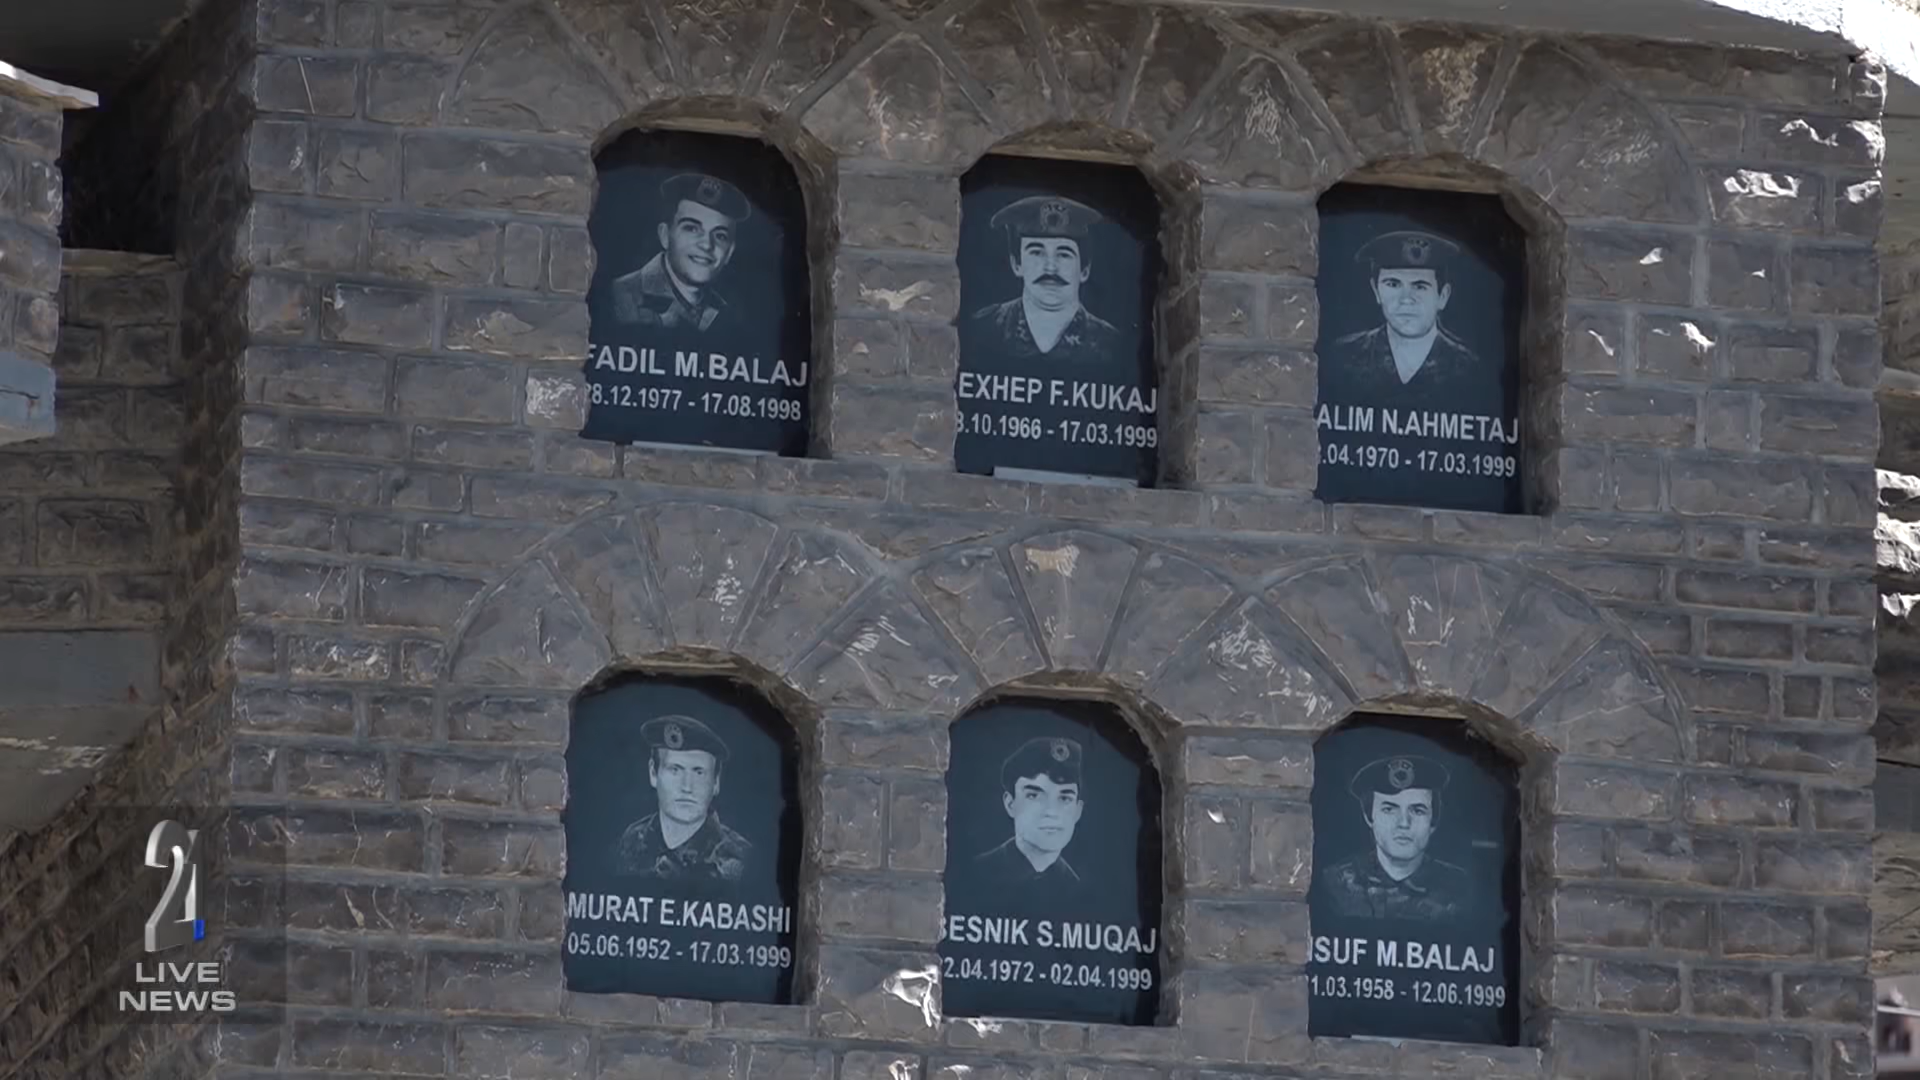 FADIL M.BALAJ
28.12.1977 - 17.08.1998
EXHEP F.KUKAJ
3.10.1966 - 17.03.1999
ALIM N.AHMETAJ
.04.1970 - 17.03.1999
MURAT E.KABASHI
05.06.1952 - 17.03.1999
BESNIK S.MUQAJ
2.04.1972 - 02.04.1999
ISUF M.BALAJ
1.03.1958 - 12.06.1999
21
LIVE
NEWS